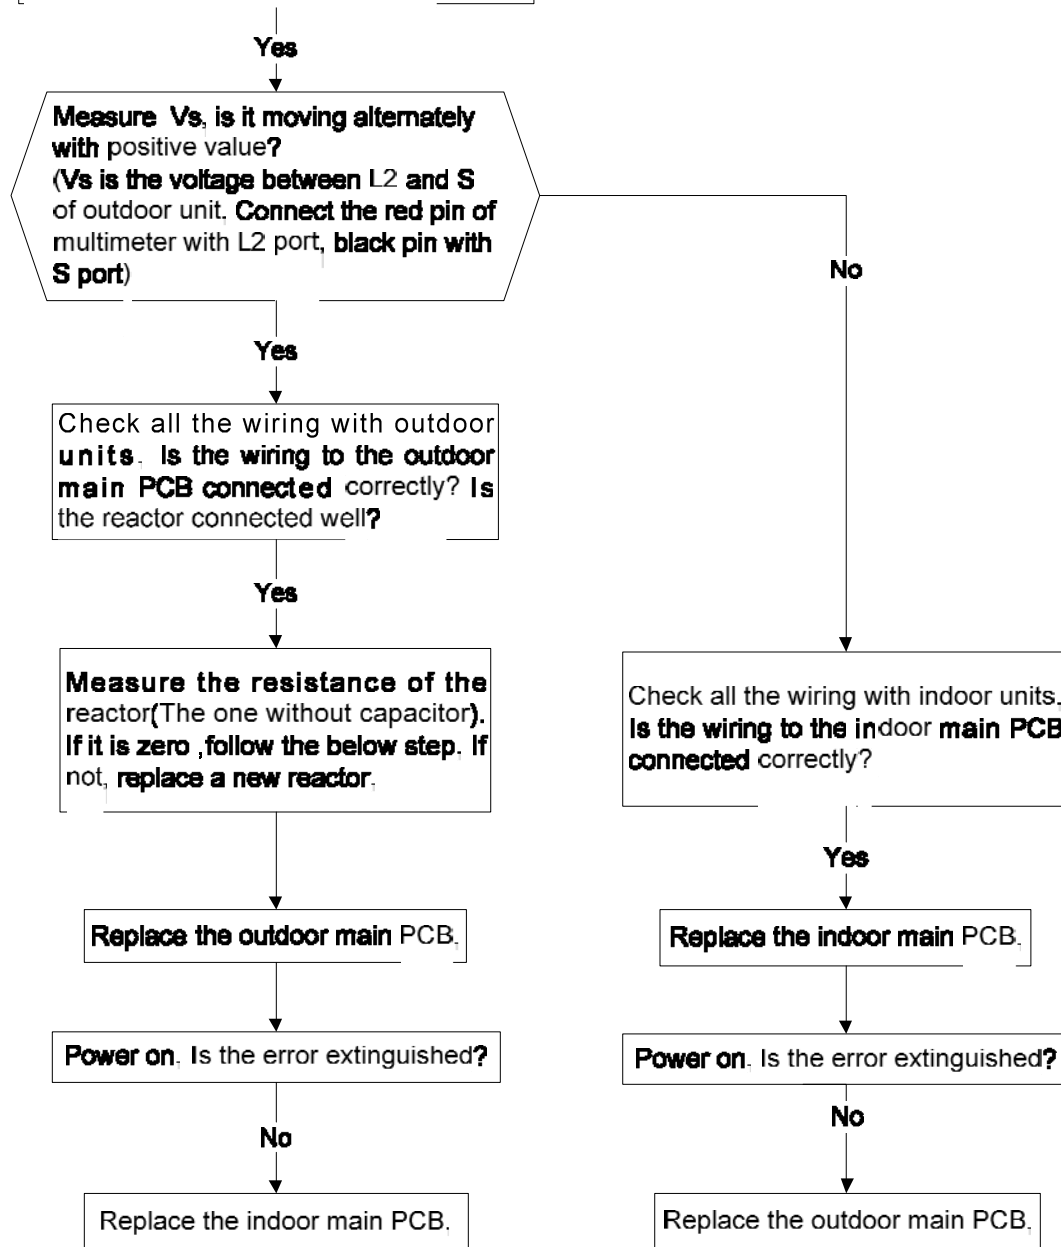 Yes
Measure Vs, is it moving alternately
with positive value?
(Vs is the voltage between L2 and S
of outdoor unit. Connect the red pin of
multimeter with L2 port, black pin with
S port)
No
Yes
Check all the wiring with outdoor
units. Is the wiring to the outdoor
main PCB connected correctly? Is
the reactor connected well?
Yes
Measure the resistance of the
reactor(The one without capacitor).
If it is zero ,follow the below step. If
not, replace a new reactor.
Check all the wiring with indoor units.
Is the wiring to the indoor main PCB
connected correctly?
Yes
Replace the outdoor main PCB.
Replace the indoor main PCB.
Power on. Is the error extinguished?
Power on. Is the error extinguished?
No
No
Replace the indoor main PCB.
Replace the outdoor main PCB.